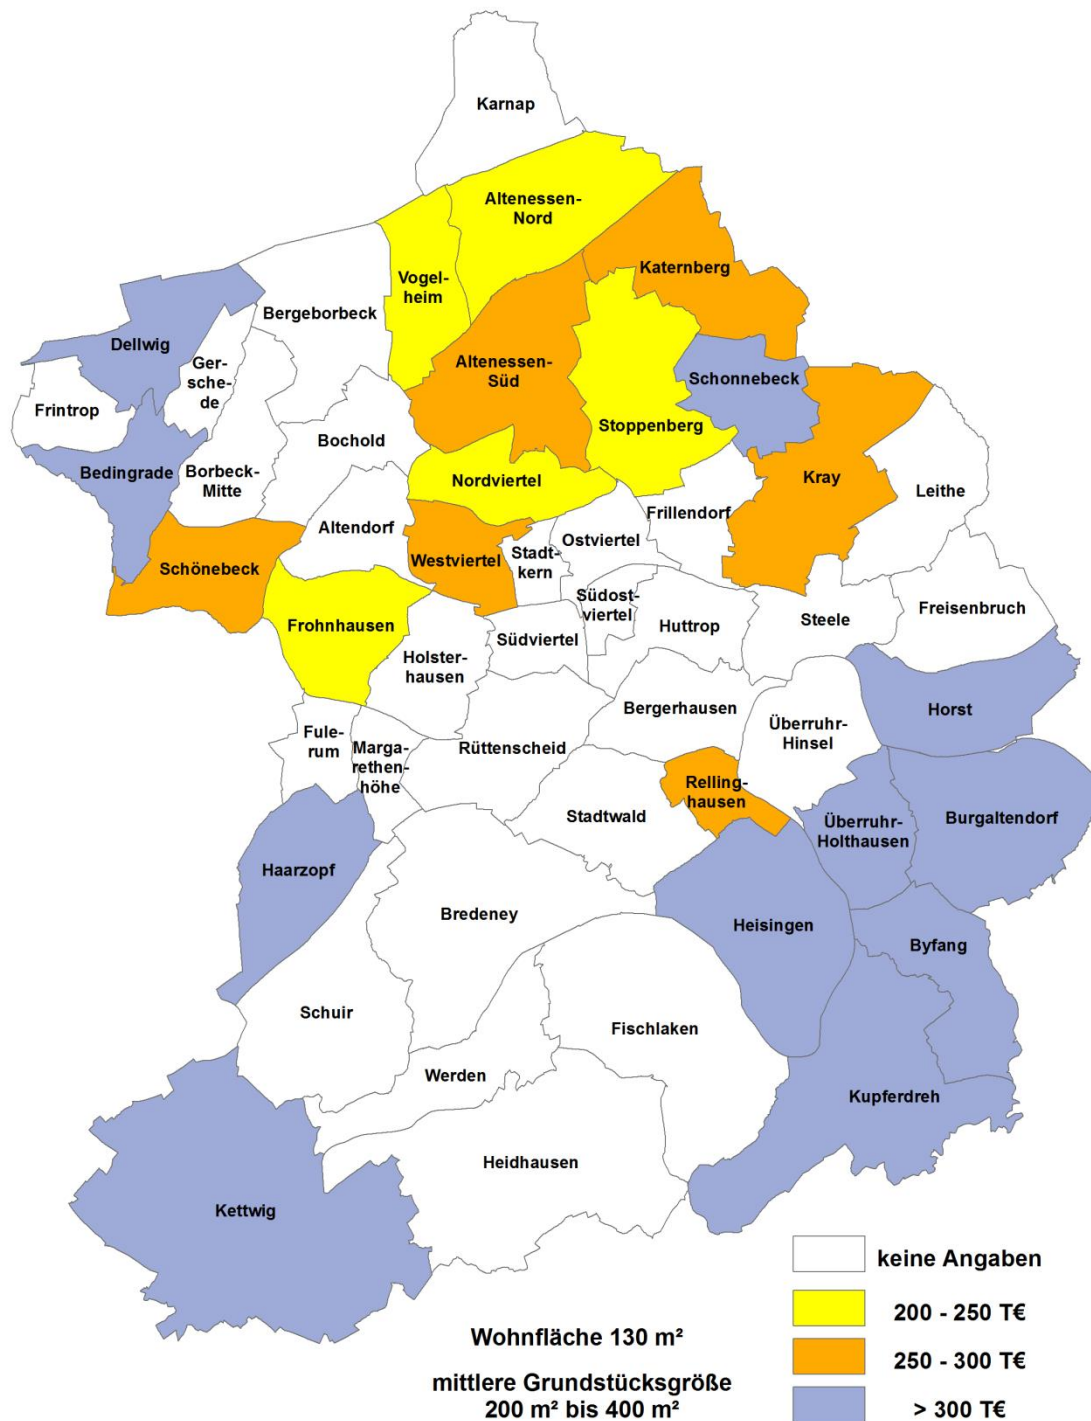 Karnap
Altenessen-
Nord
Vogel-
heim
Katernberg
Bergeborbeck
Dellwig
Ger-
sche-
de
Altenessen-
Süd
Schonnebeck
Frintrop
Stoppenberg
Bochold
Bedingrade
Borbeck-
Mitte
Nordviertel
Kray
Leithe
Frillendorf
Altendorf
Ostviertel
Westviertel
Stadt-
kern
Schönebeck
Südost-
viertel
Freisenbruch
Steele
Frohnhausen
Huttrop
Südviertel
Holster-
hausen
Bergerhausen
Horst
Überruhr-
Hinsel
Fule-
rum
Marga-
rethen-
höhe
Rüttenscheid
Relling-
hausen
Stadtwald
Überruhr-
Holthausen
Burgaltendorf
Haarzopf
Bredeney
Heisingen
Byfang
Schuir
Fischlaken
Werden
Kupferdreh
Heidhausen
Kettwig
keine Angaben
200 - 250 T€
Wohnfläche 130 m²
250 - 300 T€
mittlere Grundstücksgröße
200 m² bis 400 m²
> 300 T€